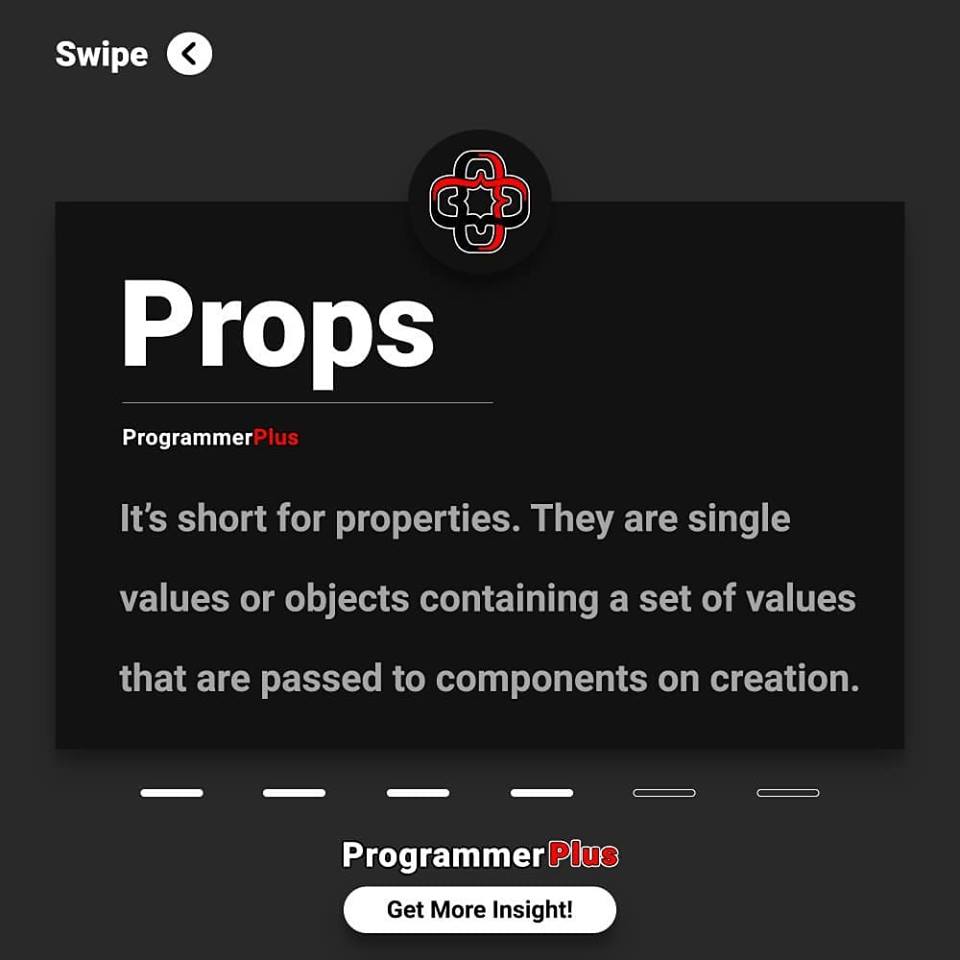 Swipe
Props
ProgrammerPlus
It’s short for properties. They are single
values or objects containing a set of values
that are passed to components on creation.
ProgrammerPlus
Get More Insight!